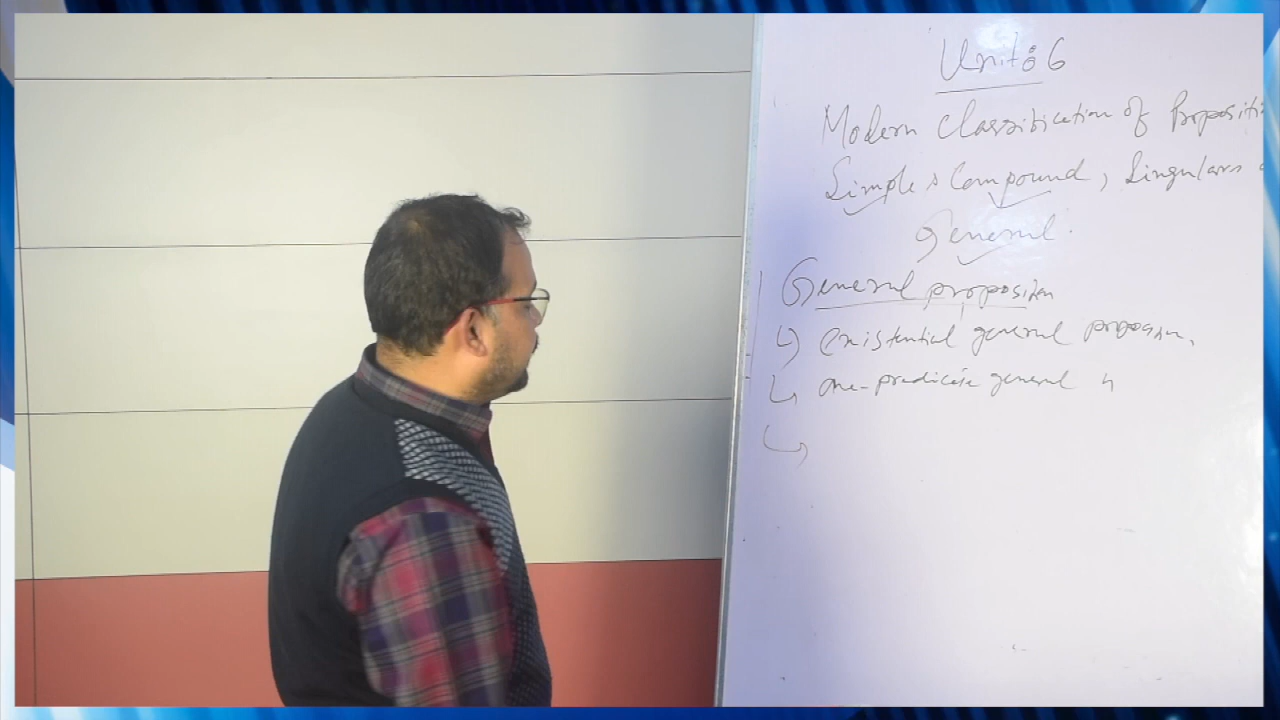 Unit: 6
Modern Classification of Propositi
Simple & Compound, Singulars
General.
General proposition
existential general proposition.
one-predicate general "